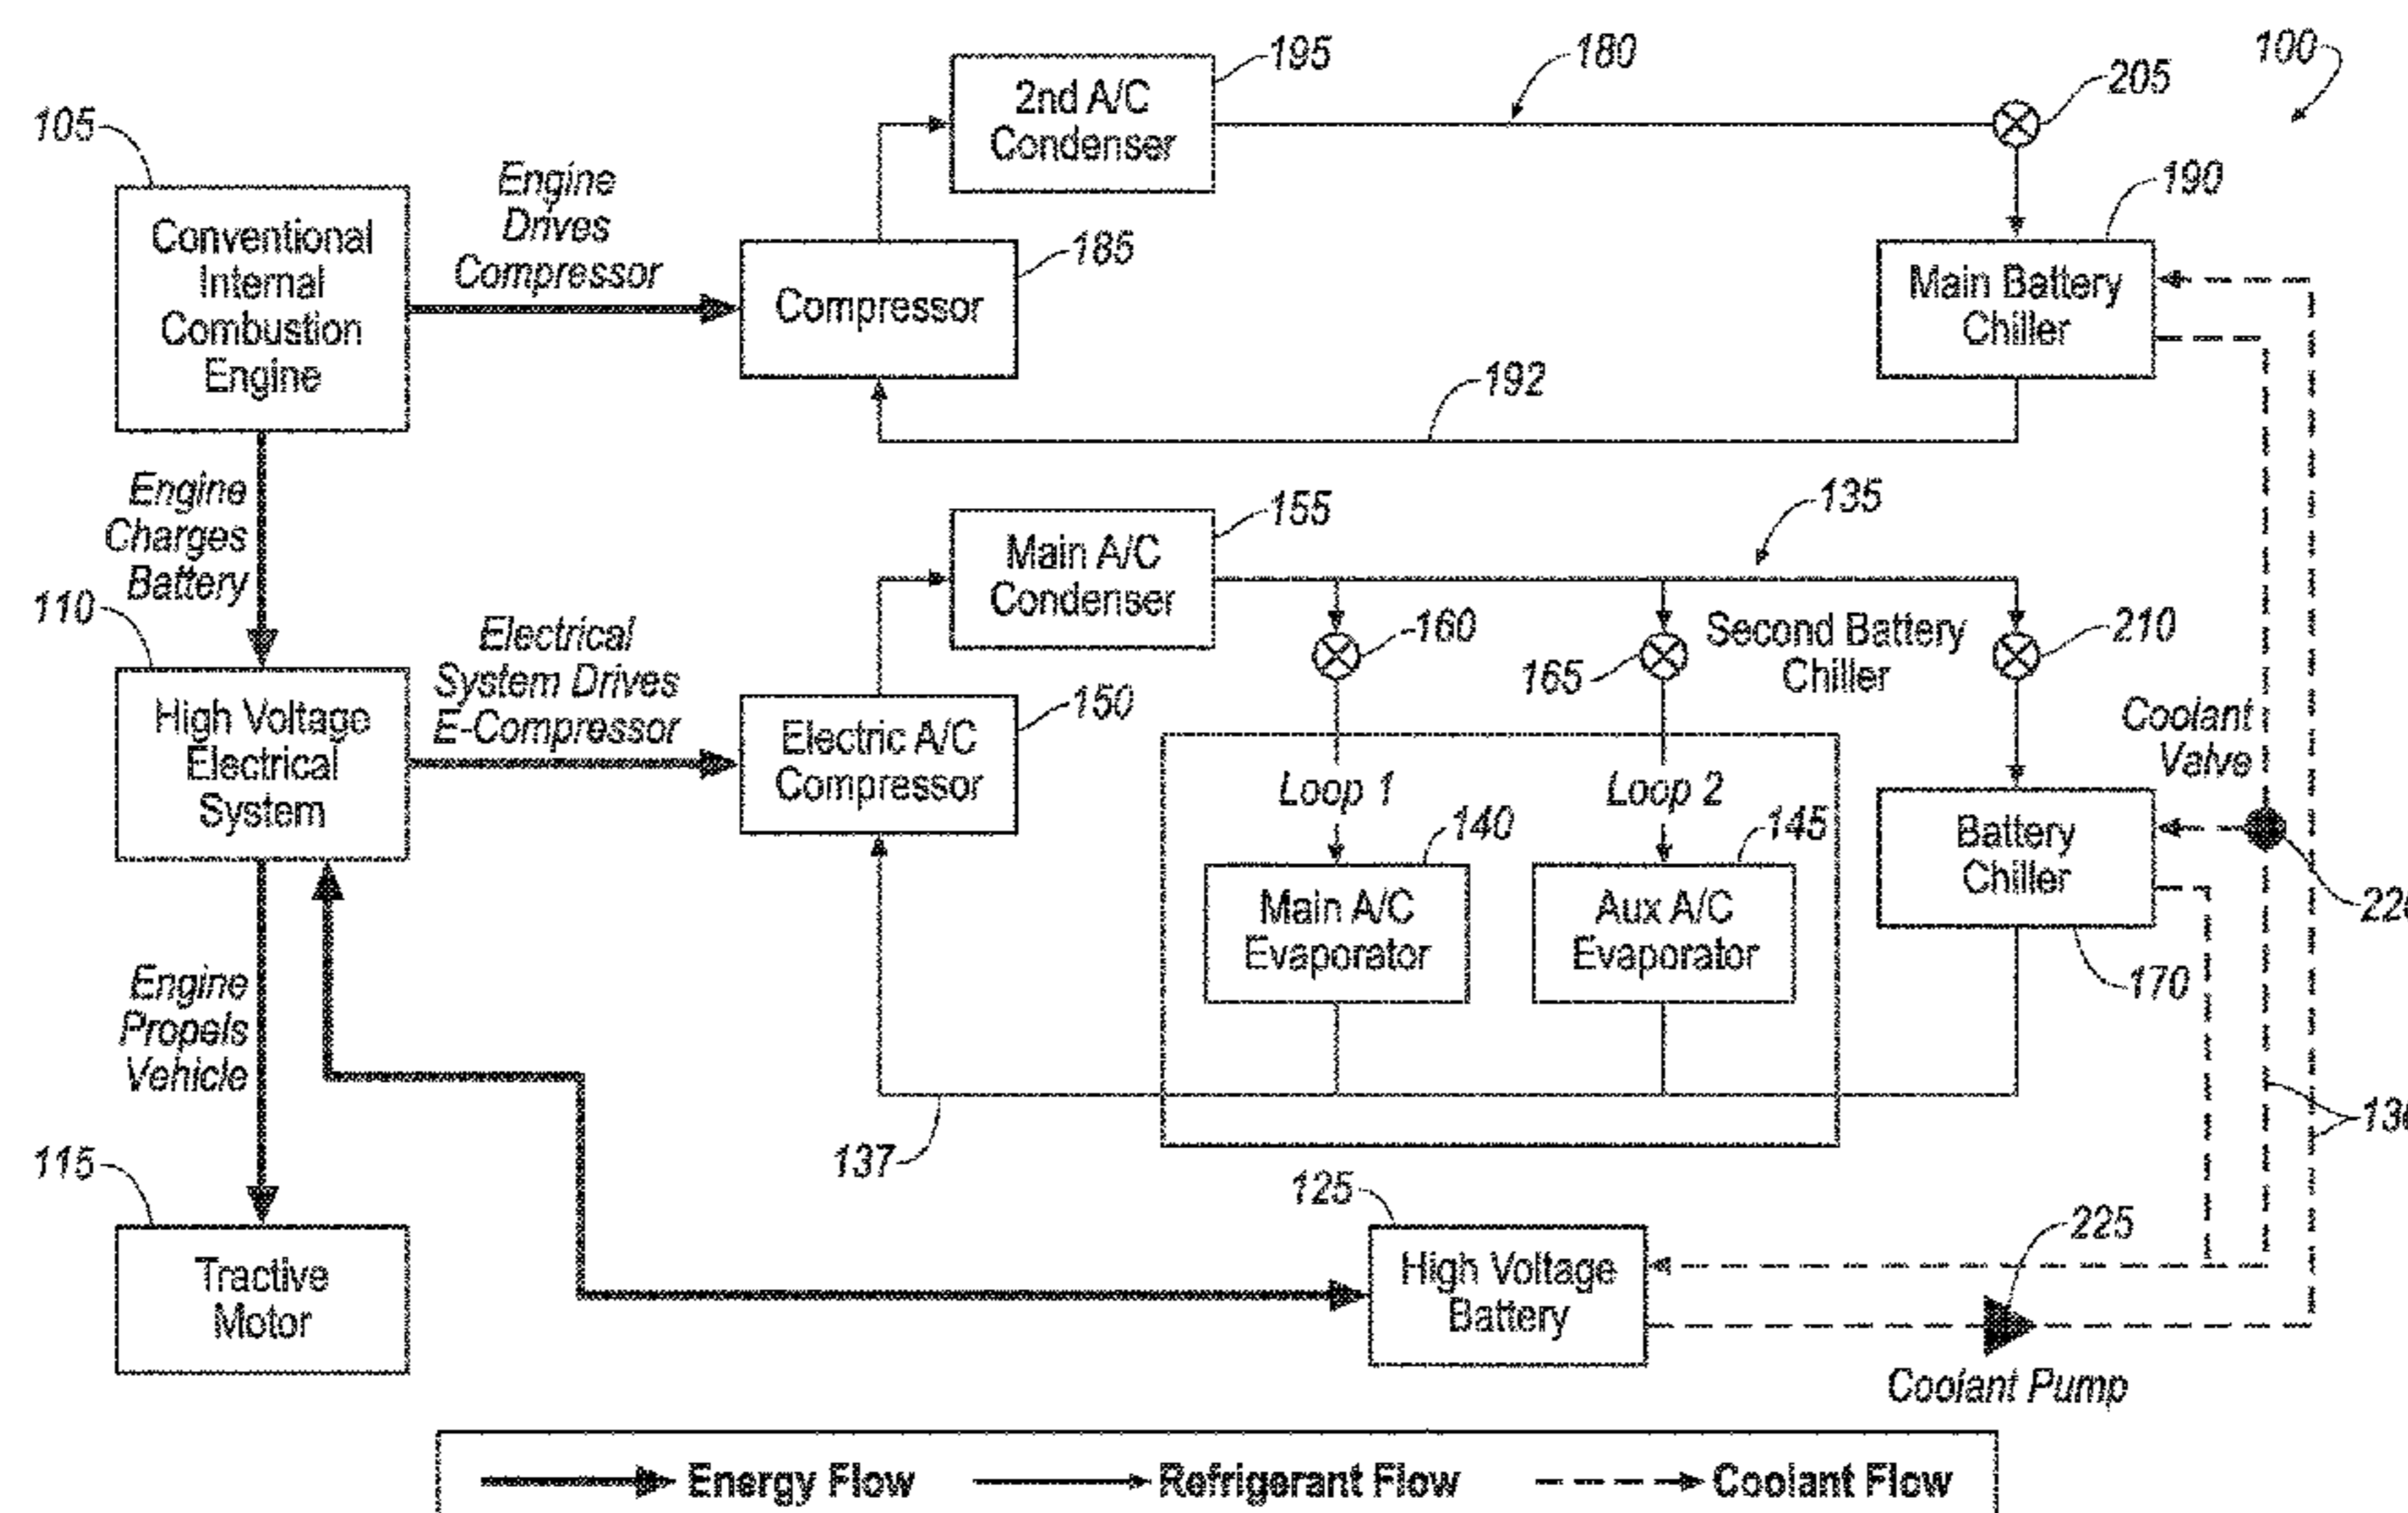 100
195
180
205
2nd A/C
Condenser
105
Conventional
Internal
Combustion
Engine
Engine
Drives
Compressor
185
Compressor
190
Main Battery
Chiller
192
Engine
Charges
Battery
155
Main A/C
Condenser
135
110
High Voltage
Electrical
System
Electrical
System Drives
E-Compressor
150
Electric A/C
Compressor
160
165
Second Battery
Chiller
210
Coolant
Valve
Loop 1
Loop 2
140
145
Main A/C
Evaporator
Aux A/C
Evaporator
Battery
Chiller
170
Engine
Propels
Vehicle
137
115
Tractive
Motor
125
High Voltage
Battery
225
Coolant Pump
Energy Flow
Refrigerant Flow
Coolant Flow